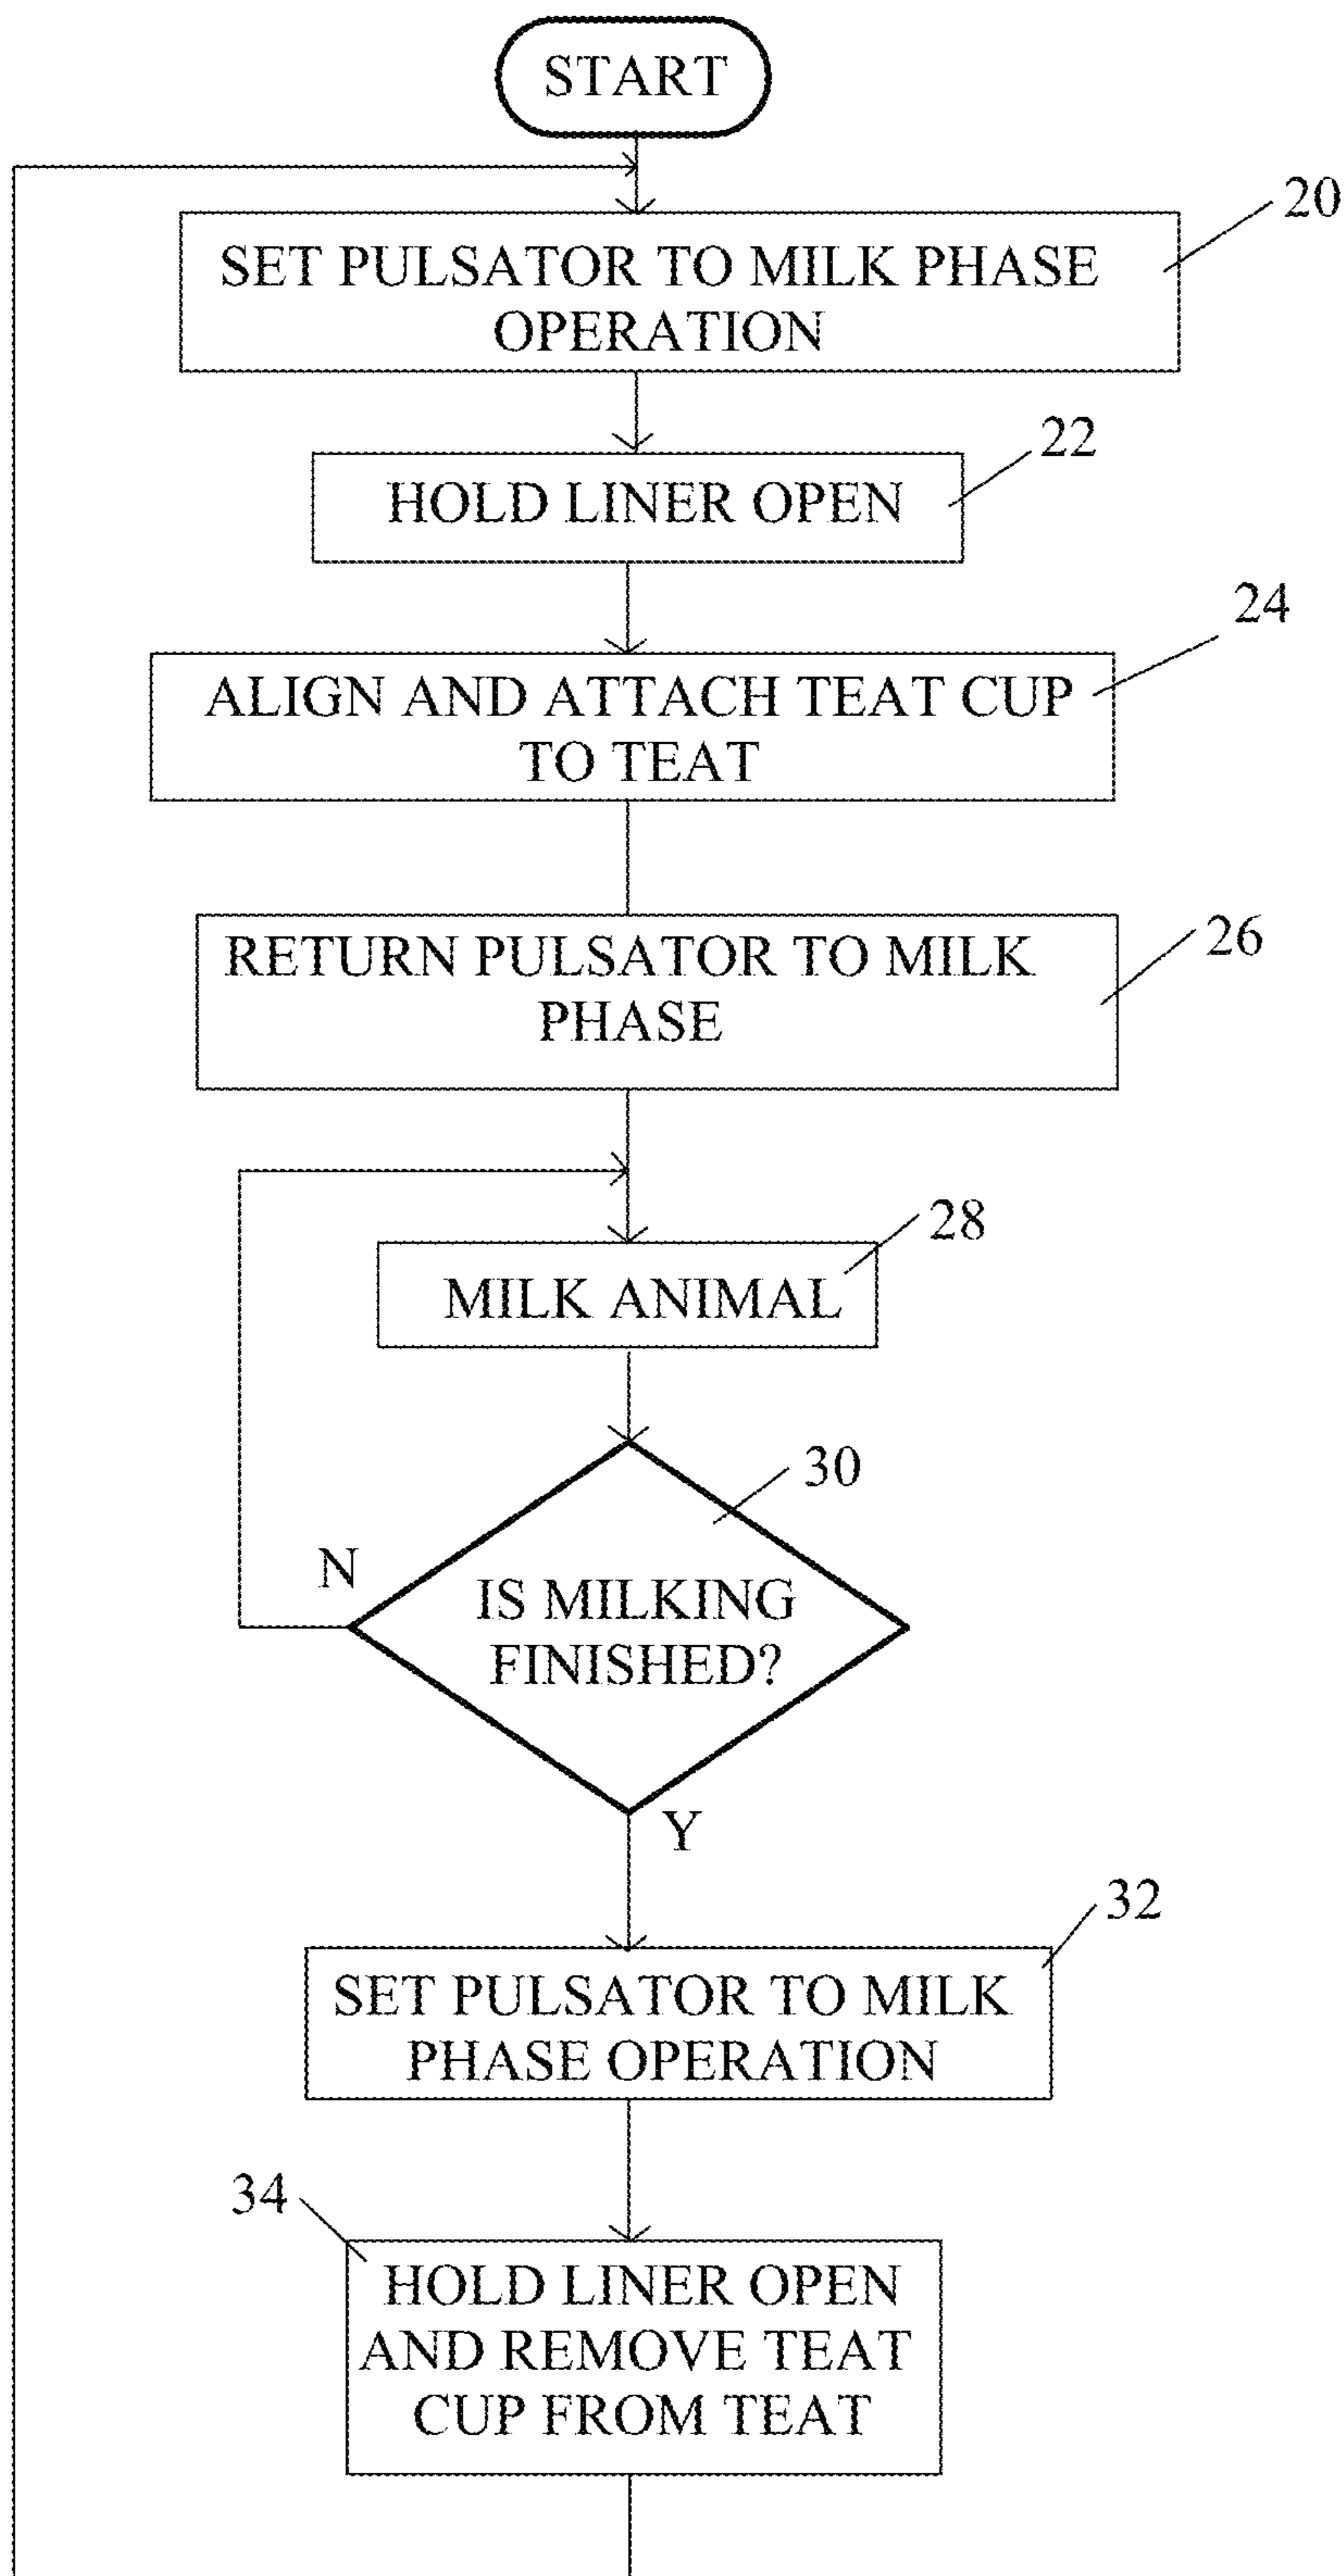 START
20
SET PULSATOR TO MILK PHASE
OPERATION
22
HOLD LINER OPEN
24
ALIGN AND ATTACH TEAT CUP
TO TEAT
26
RETURN PULSATOR TO MILK
PHASE
28
MILK ANIMAL
30
N
IS MILKING
FINISHED?
Y
32
SET PULSATOR TO MILK
PHASE OPERATION
34
HOLD LINER OPEN
AND REMOVE TEAT
CUP FROM TEAT